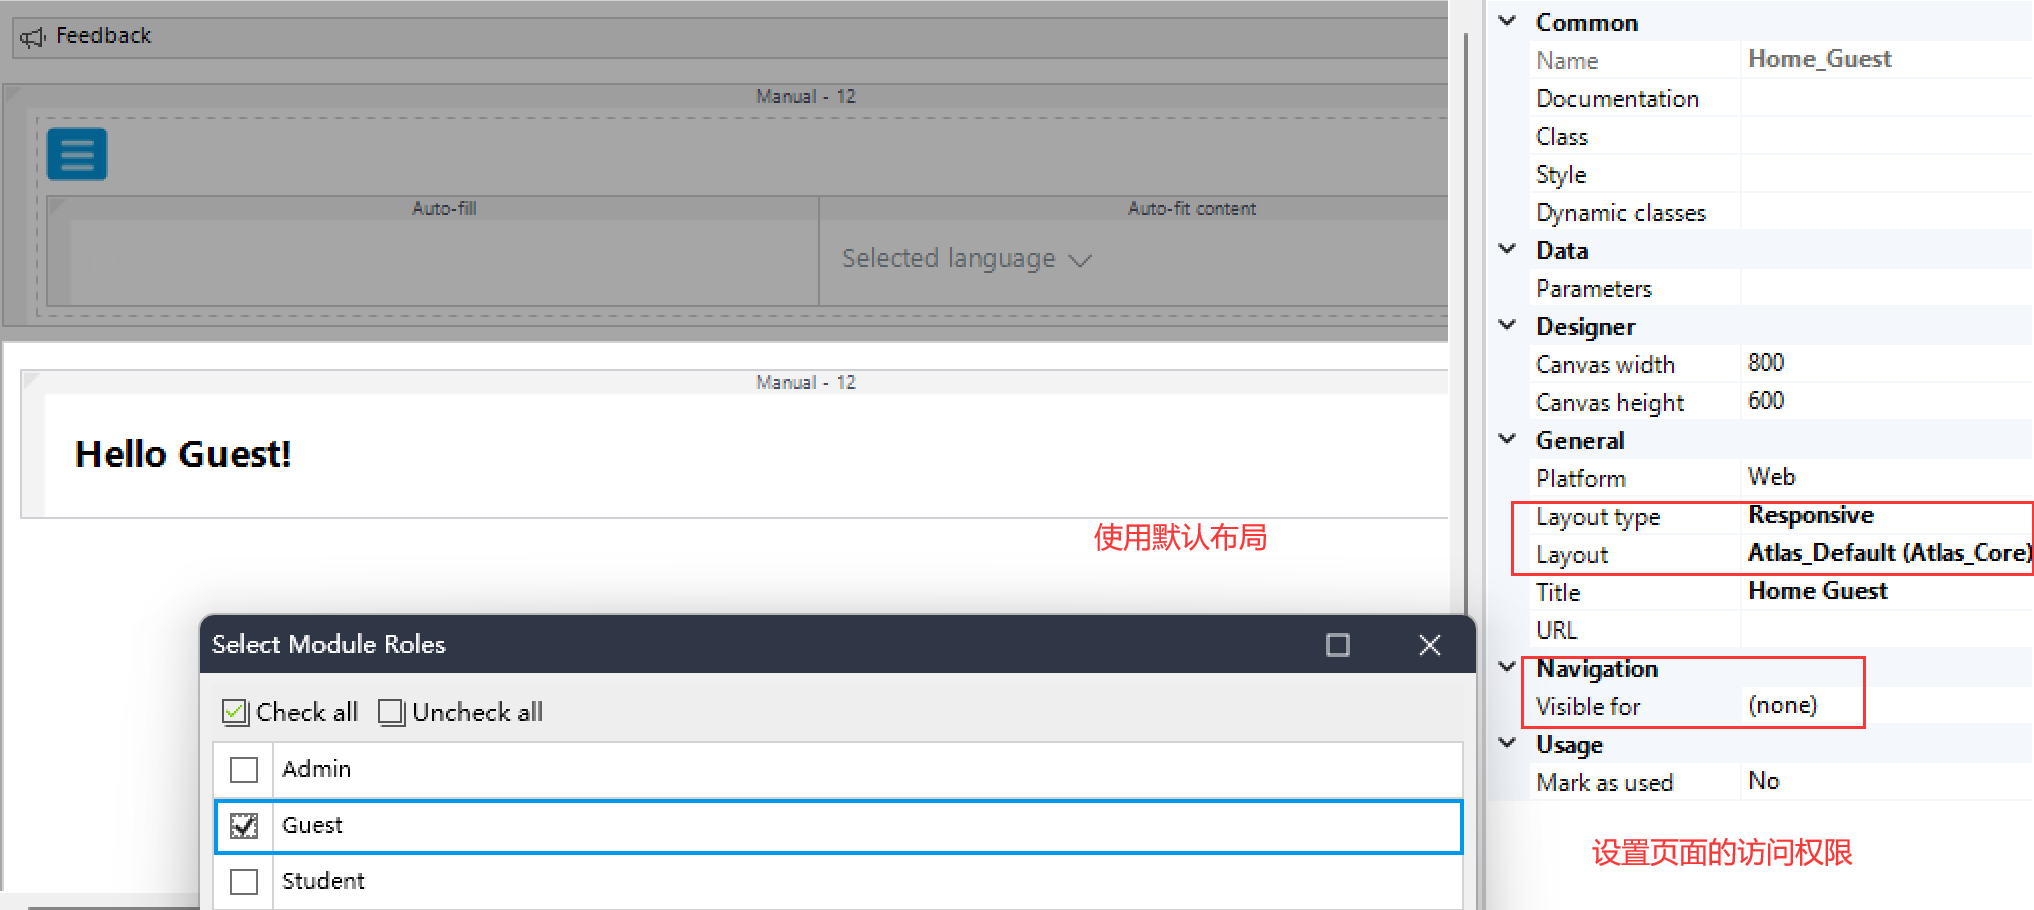 Feedback
Manual - 12
Auto-fill
Auto-fit content
Selected language
Manual - 12
Hello Guest!
使用默认布局
Select Module Roles
Check all
Uncheck all
Admin
Guest
Student
Common
Name Home_Guest
Documentation
Class
Style
Dynamic classes
Data
Parameters
Designer
Canvas width 800
Canvas height 600
General
Platform Web
Layout type Responsive
Layout Atlas_Default (Atlas_Core)
Title Home Guest
URL
Navigation
Visible for (none)
Usage
Mark as used No
设置页面的访问权限